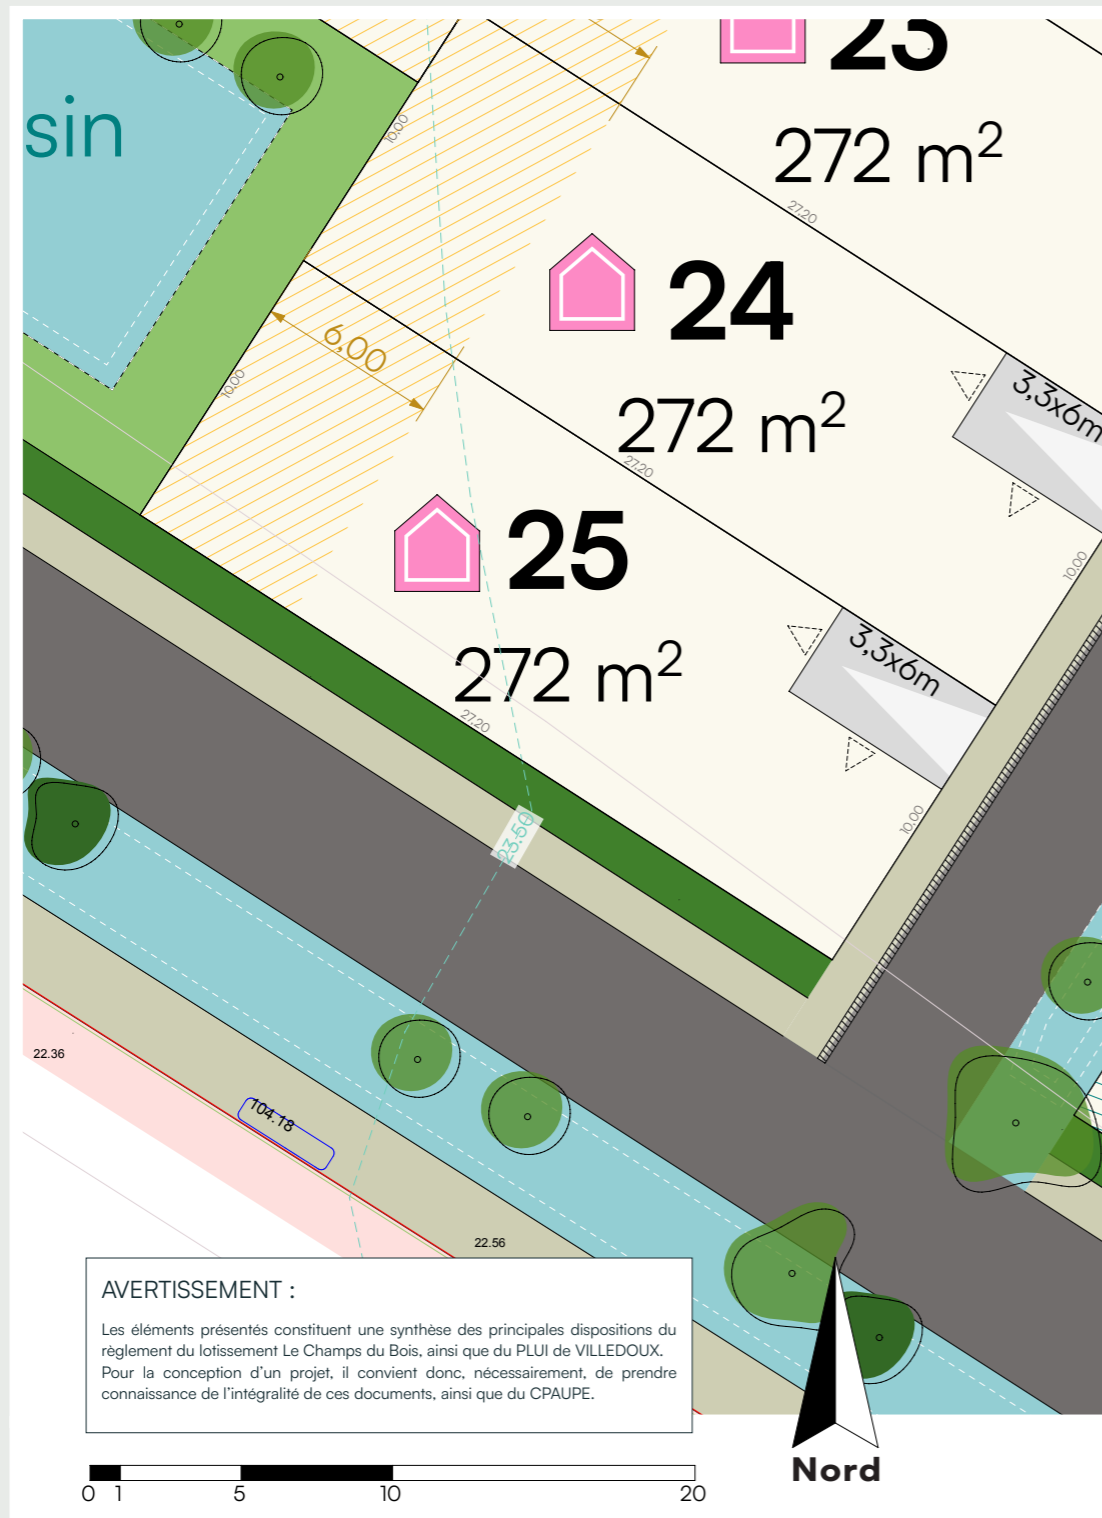 23
272 m²
sin
10,00
27,20
24
272 m²
6,00
10,00
27,20
3,3x6m
25
272 m²
27,20
3,3x6m
10,00
10,00
23.50
22.36
104.18
22.56
AVERTISSEMENT :
Les éléments présentés constituent une synthèse des principales dispositions du
règlement du lotissement Le Champs du Bois, ainsi que du PLUI de VILLEDOUX.
Pour la conception d’un projet, il convient donc, nécessairement, de prendre
connaissance de l’intégralité de ces documents, ainsi que du CPAUPE.
Nord
0 1 5 10 20